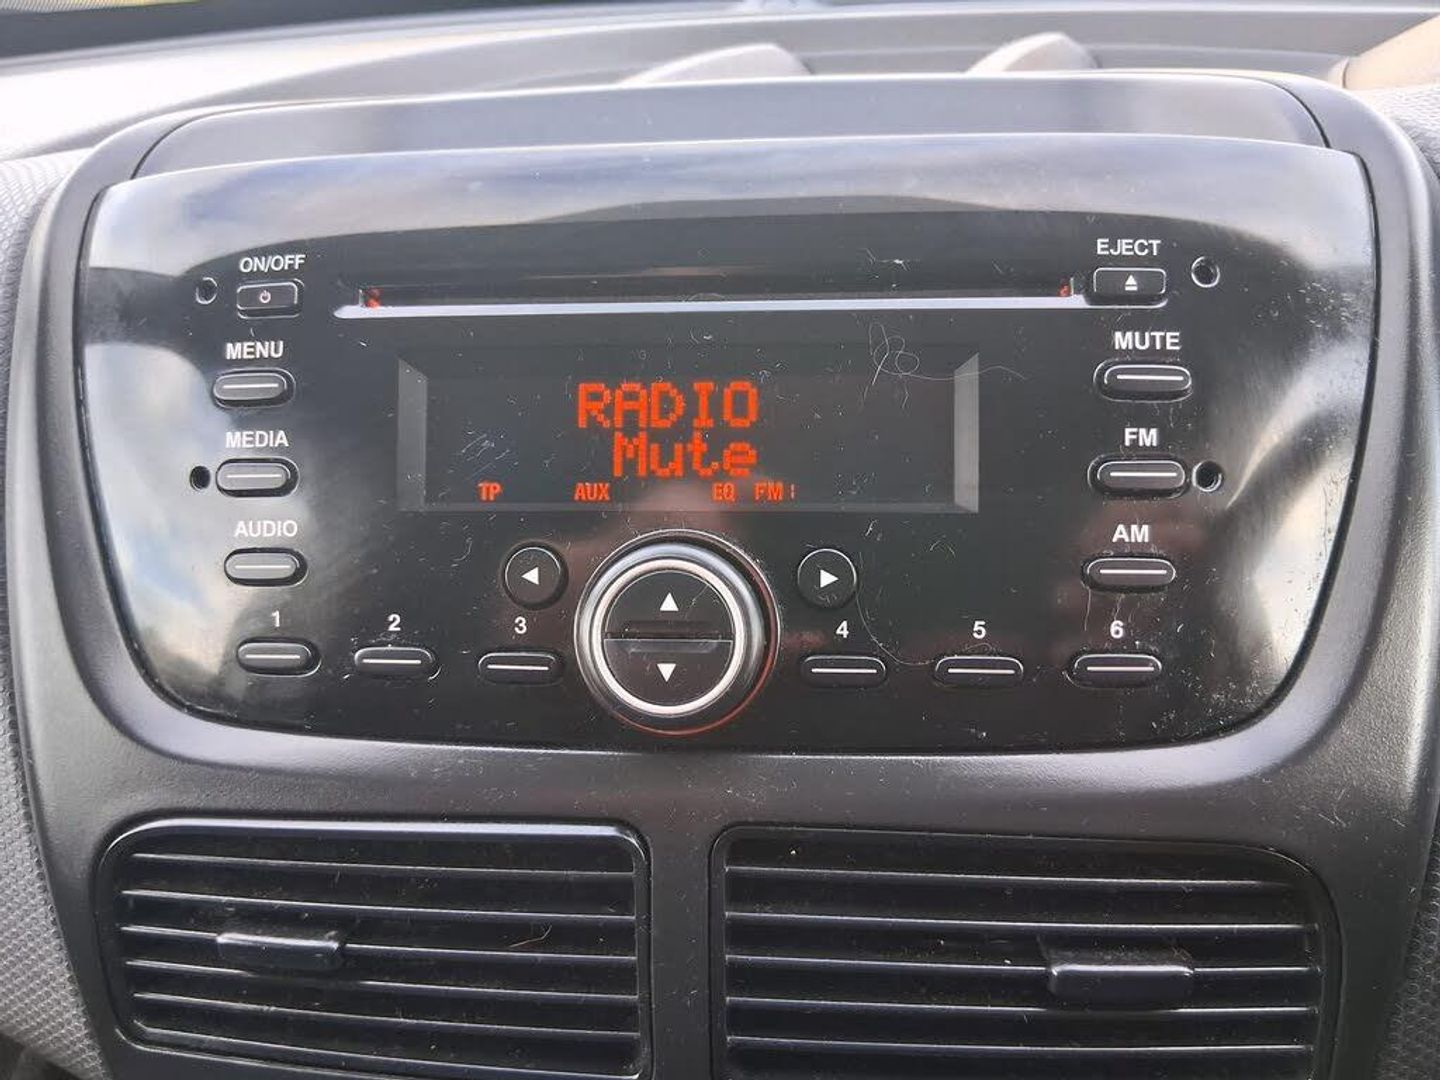 ON/OFF
EJECT
MENU
MUTE
MEDIA
FM
AUDIO
AM
RADIO
Mute
TP AUX EQ FM
1 2 3 4 5 6